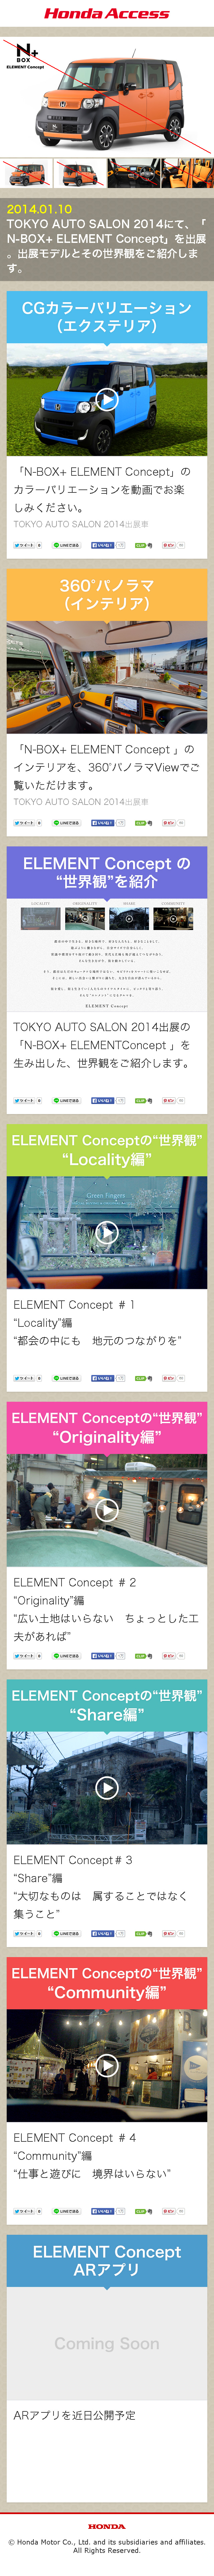 Honda Access
N+
BOX
ELEMENT Concept
2014.01.10
TOKYO AUTO SALON 2014にて、「
N-BOX+ ELEMENT Concept」を出展
。出展モデルとその世界観をご紹介しま
す。
CGカラーバリエーション
（エクステリア）
「N-BOX+ ELEMENT Concept」の
カラーバリエーションを動画でお楽
しみください。
TOKYO AUTO SALON 2014出展車
ツイート 0 LINEで送る いいね！ CLIP ピン
360°パノラマ
（インテリア）
「N-BOX+ ELEMENT Concept 」の
インテリアを、360°パノラマViewでご
覧いただけます。
TOKYO AUTO SALON 2014出展車
ツイート 0 LINEで送る いいね！ CLIP ピン
ELEMENT Concept の
“世界観”を紹介
LOCALITY ORIGINALITY SHARE COMMUNITY
ELEMENT Concept
TOKYO AUTO SALON 2014出展の
「N-BOX+ ELEMENTConcept 」を
生み出した、世界観をご紹介します。
ツイート 0 LINEで送る いいね！ CLIP ピン
ELEMENT Conceptの“世界観”
“Locality編”
Green Fingers
ELEMENT Concept ＃1
“Locality”編
“都会の中にも　地元のつながりを”
ツイート 0 LINEで送る いいね！ CLIP ピン
ELEMENT Conceptの“世界観”
“Originality編”
ELEMENT Concept ＃2
“Originality”編
“広い土地はいらない　ちょっとした工
夫があれば”
ツイート 0 LINEで送る いいね！ CLIP ピン
ELEMENT Conceptの“世界観”
“Share編”
ELEMENT Concept＃3
“Share”編
“大切なものは　属することではなく
集うこと”
ツイート 0 LINEで送る いいね！ CLIP ピン
ELEMENT Conceptの“世界観”
“Community編”
ELEMENT Concept ＃4
“Community”編
“仕事と遊びに　境界はいらない”
ツイート 0 LINEで送る いいね！ CLIP ピン
ELEMENT Concept
ARアプリ
Coming Soon
ARアプリを近日公開予定
HONDA
© Honda Motor Co., Ltd. and its subsidiaries and affiliates.
All Rights Reserved.